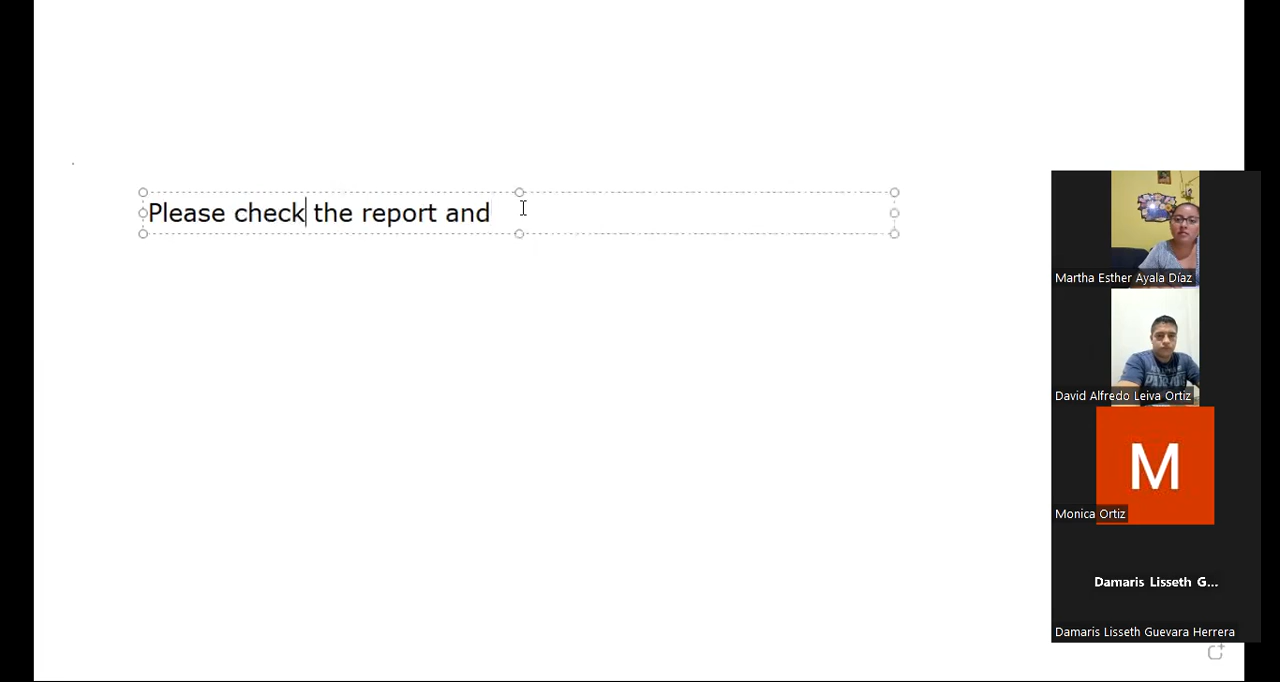 Please check the report and
Martha Esther Ayala Díaz
David Alfredo Leiva Ortiz
M
Monica Ortiz
Damaris Lisseth G...
Damaris Lisseth Guevara Herrera